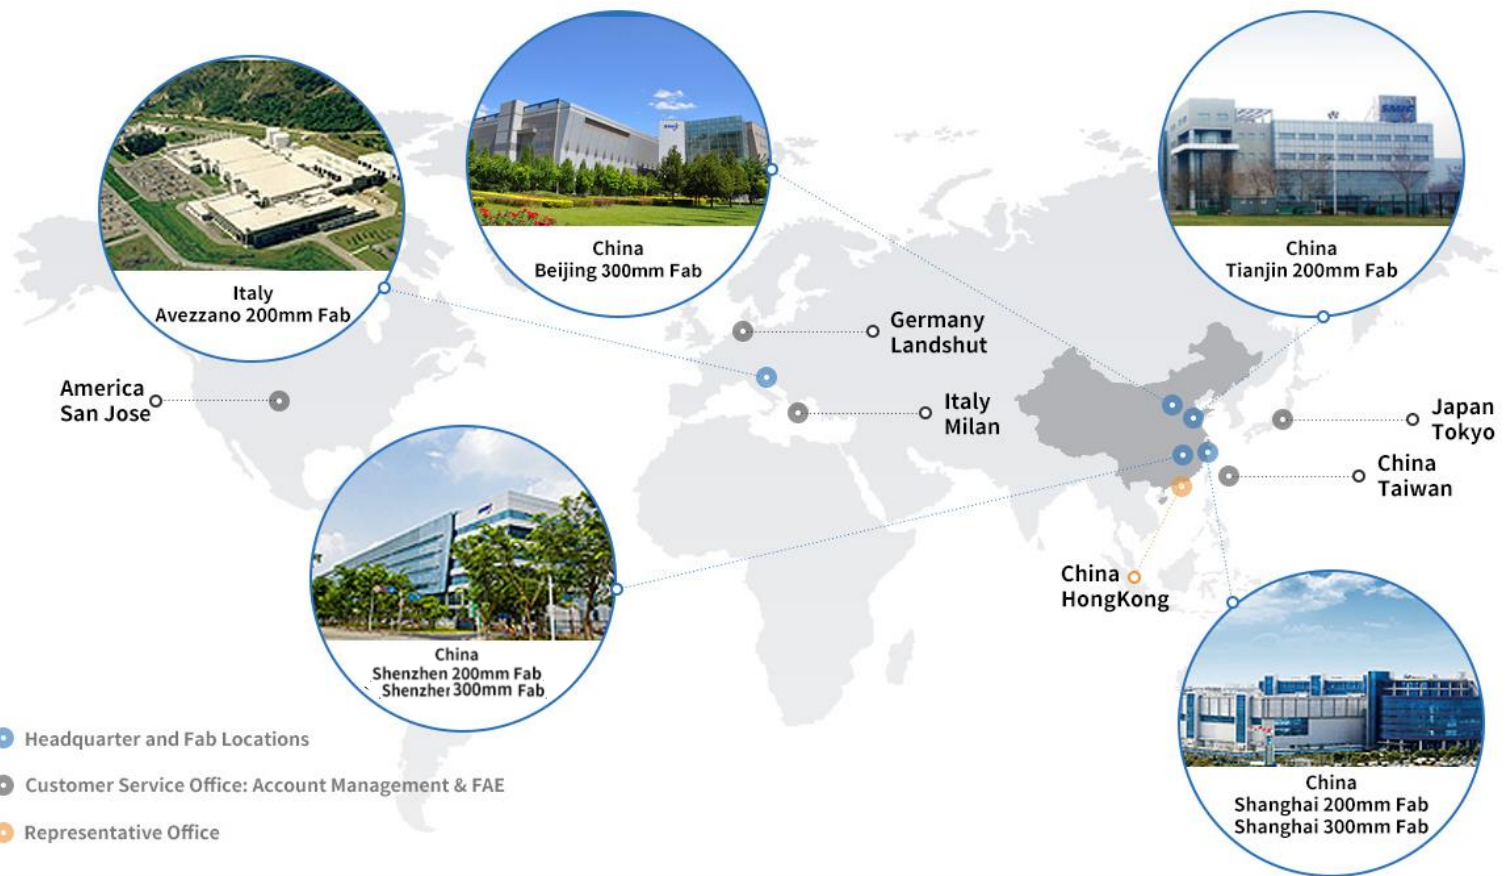 China
Beijing 300mm Fab
SMIC
China
Tianjin 200mm Fab
Italy
Avezzano 200mm Fab
Germany
Landshut
America
San Jose
Italy
Milan
Japan
Tokyo
China
Taiwan
China
HongKong
China
Shenzhen 200mm Fab
Shenzher 300mm Fab
Headquarter and Fab Locations
Customer Service Office: Account Management & FAE
Representative Office
China
Shanghai 200mm Fab
Shanghai 300mm Fab